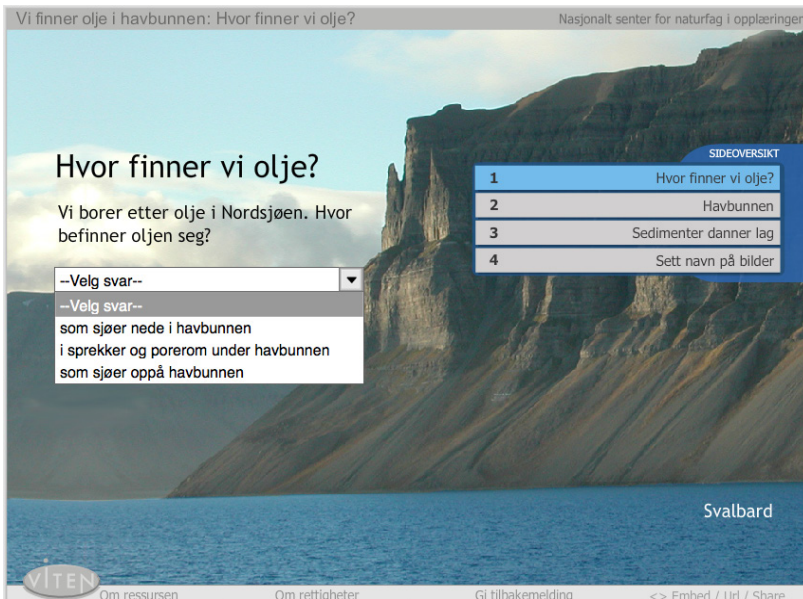 Vi finner olje i havbunnen: Hvor finner vi olje?
Nasjonalt senter for naturfag i opplæringen
Hvor finner vi olje?
Vi borer etter olje i Nordsjøen. Hvor
befinner oljen seg?
--Velg svar--
--Velg svar--
som sjøer nede i havbunnen
i sprekker og porerom under havbunnen
som sjøer oppå havbunnen
SIDEOVERSIKT
1 Hvor finner vi olje?
2 Havbunnen
3 Sedimenter danner lag
4 Sett navn på bilder
Svalbard
VITEN
Om ressursen
Om rettigheter
Gi tilbakemelding
<> Embed / Url / Share